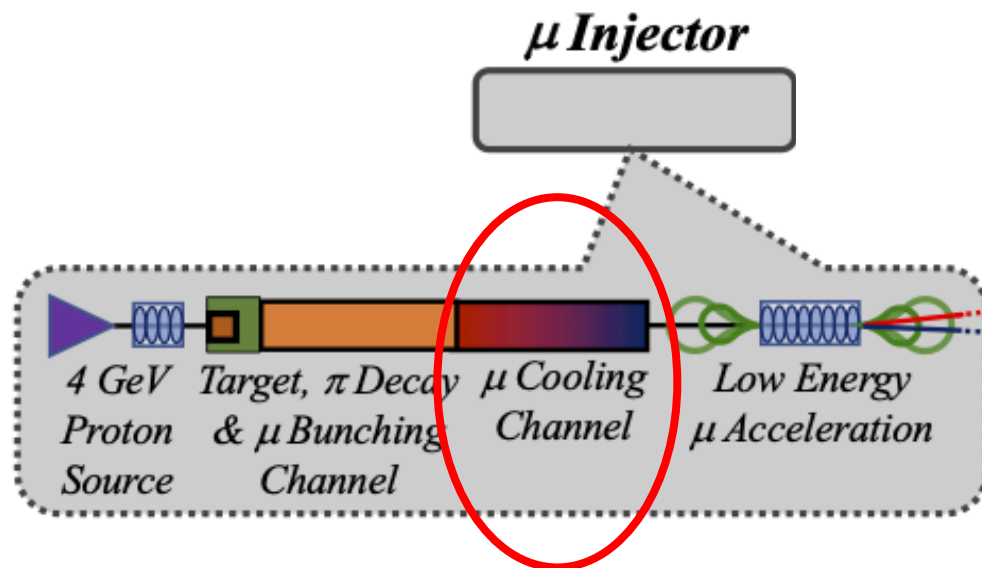 μ Injector
4 GeV
Proton
Source
Target, π Decay
& μ Bunching
Channel
μ Cooling
Channel
Low Energy
μ Acceleration